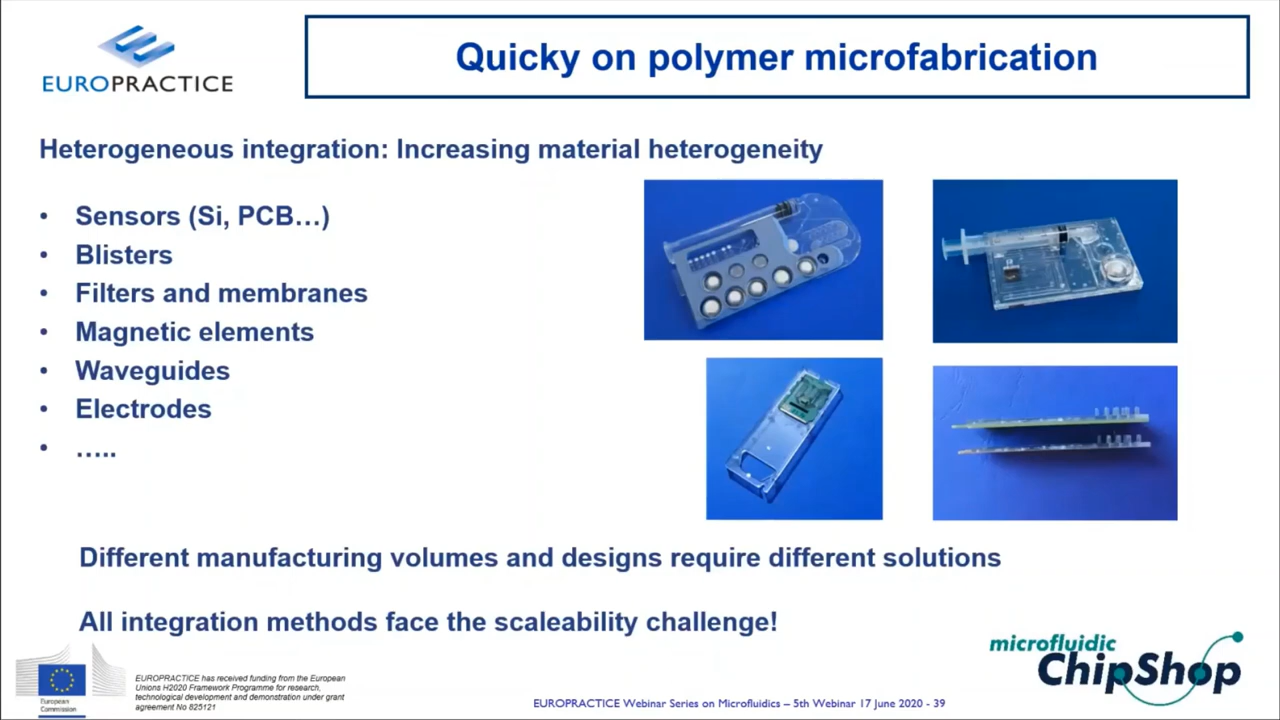 EUROPRACTICE
Quicky on polymer microfabrication
Heterogeneous integration: Increasing material heterogeneity
• Sensors (Si, PCB…)
• Blisters
• Filters and membranes
• Magnetic elements
• Waveguides
• Electrodes
• …..
Different manufacturing volumes and designs require different solutions
All integration methods face the scaleability challenge!
European
Commission
EUROPRACTICE has received funding from the European
Unions H2020 Framework Programme for research,
technological development and demonstration under grant
agreement No 825121
EUROPRACTICE Webinar Series on Microfluidics – 5th Webinar 17 June 2020 - 39
microfluidic
ChipShop